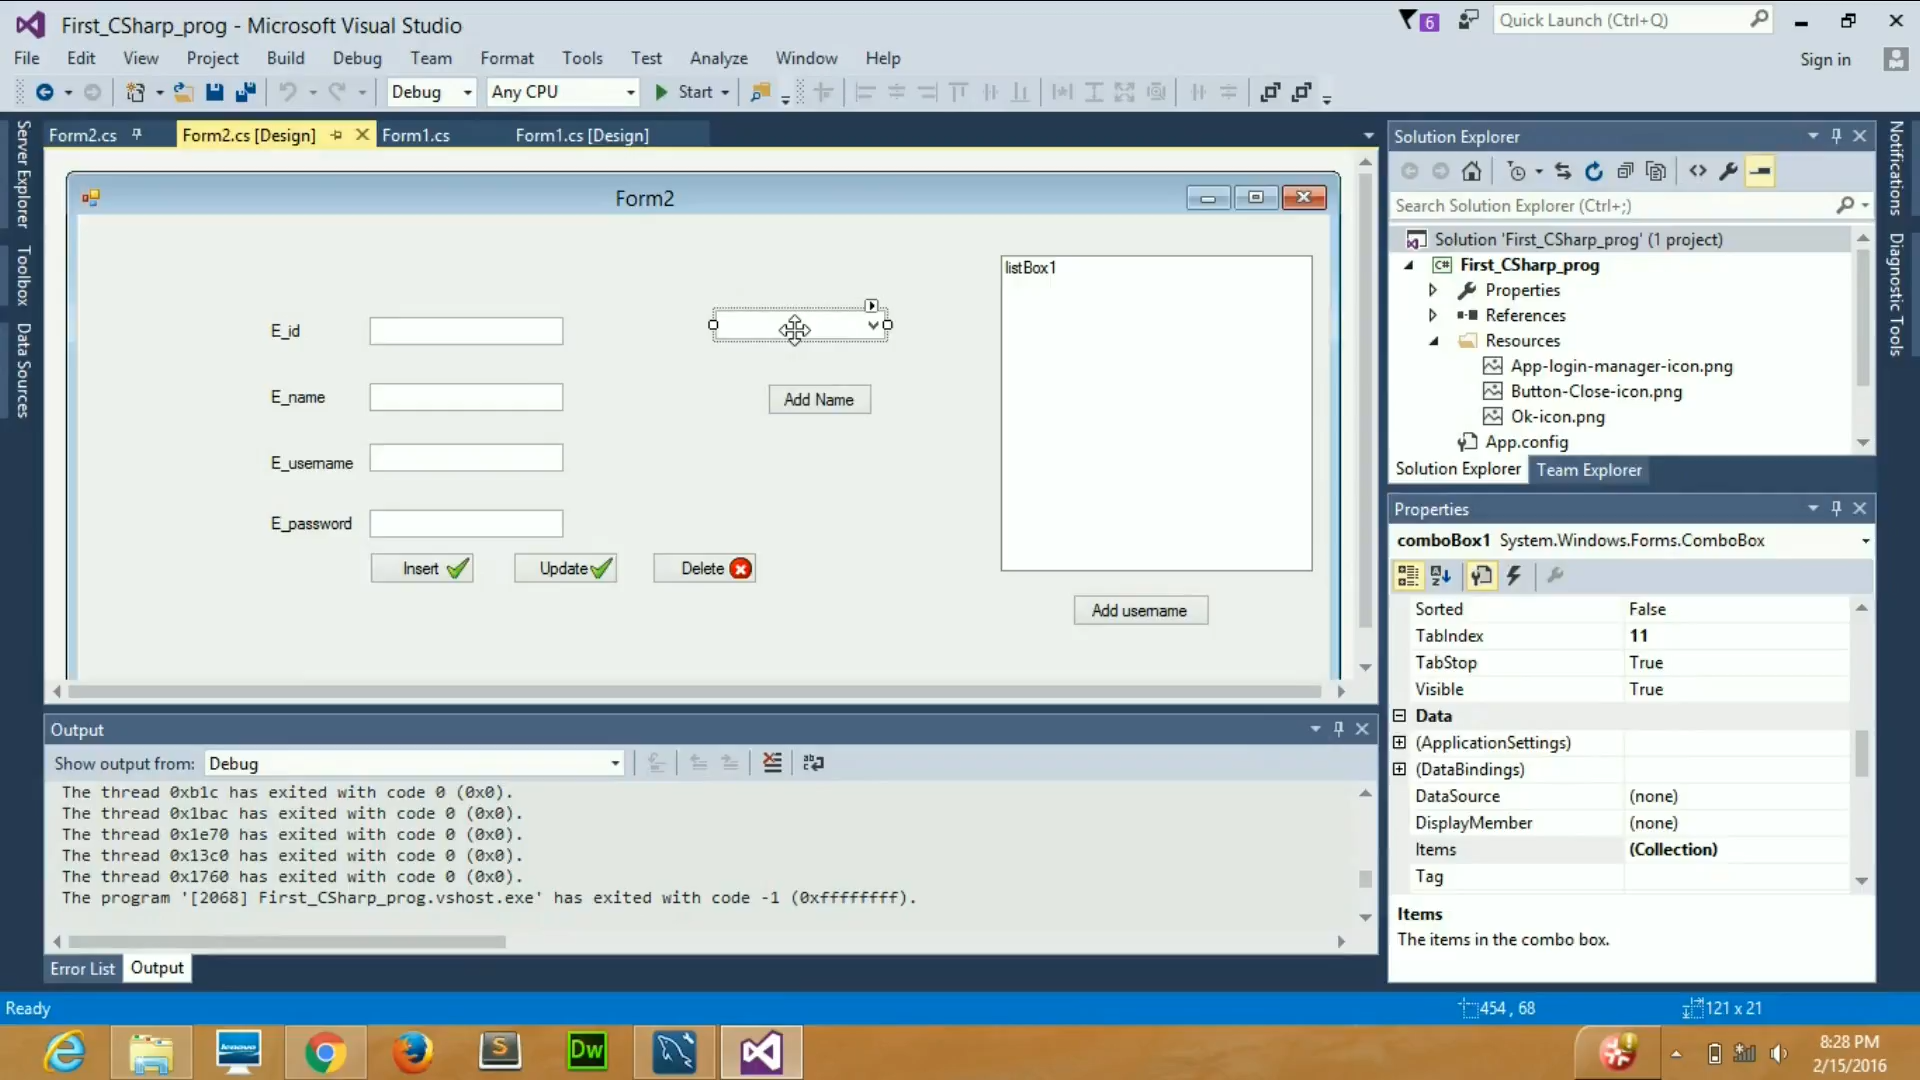 First_CSharp_prog - Microsoft Visual Studio
6
Quick Launch (Ctrl+Q)
File Edit View Project Build Debug Team Format Tools Test Analyze Window Help
Sign in
Debug Any CPU Start
Server Explorer
Toolbox
Data Sources
Form2.cs Form2.cs [Design] Form1.cs Form1.cs [Design]
Form2
E_id
E_name
E_username
E_password
Insert Update Delete
Add Name
listBox1
Add username
Output
Show output from: Debug
The thread 0xb1c has exited with code 0 (0x0).
The thread 0x1bac has exited with code 0 (0x0).
The thread 0x1e70 has exited with code 0 (0x0).
The thread 0x13c0 has exited with code 0 (0x0).
The thread 0x1760 has exited with code 0 (0x0).
The program '[2068] First_CSharp_prog.vshost.exe' has exited with code -1 (0xffffffff).
Error List Output
Solution Explorer
Search Solution Explorer (Ctrl+;)
Solution 'First_CSharp_prog' (1 project)
C# First_CSharp_prog
Properties
References
Resources
App-login-manager-icon.png
Button-Close-icon.png
Ok-icon.png
App.config
Solution Explorer Team Explorer
Properties
comboBox1 System.Windows.Forms.ComboBox
Sorted False
TabIndex 11
TabStop True
Visible True
Data
(ApplicationSettings)
(DataBindings)
DataSource (none)
DisplayMember (none)
Items (Collection)
Tag
Items
The items in the combo box.
Notifications
Diagnostic Tools
Ready
454 , 68
121 x 21
lenovo
S
Dw
8:28 PM
2/15/2016